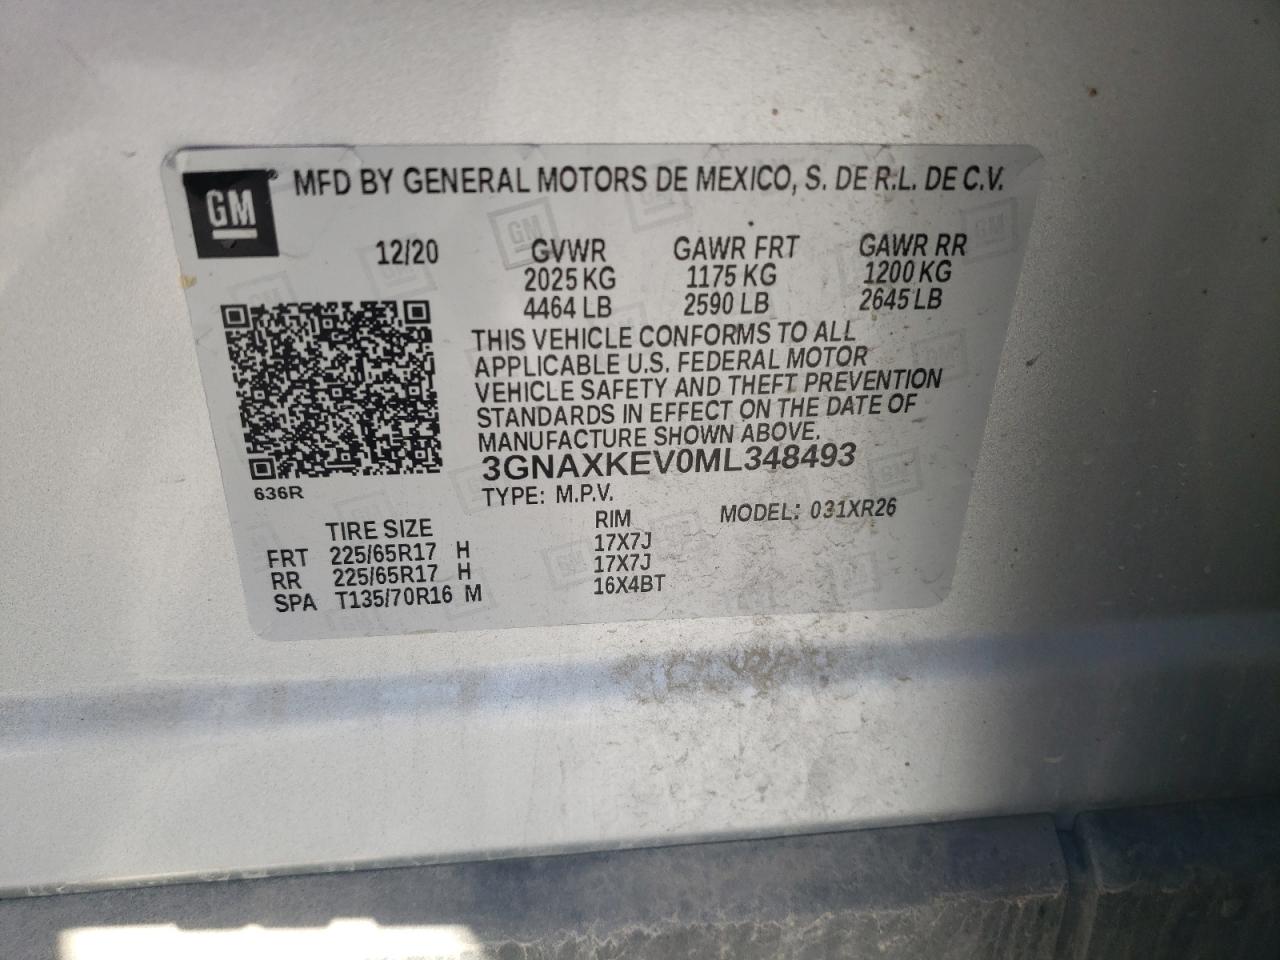 GM® MFD BY GENERAL MOTORS DE MEXICO, S. DE R.L. DE C.V.
12/20 GVWR GAWR FRT GAWR RR
2025 KG 1175 KG 1200 KG
4464 LB 2590 LB 2645 LB
THIS VEHICLE CONFORMS TO ALL
APPLICABLE U.S. FEDERAL MOTOR
VEHICLE SAFETY AND THEFT PREVENTION
STANDARDS IN EFFECT ON THE DATE OF
MANUFACTURE SHOWN ABOVE.
3GNAXKEV0ML348493
636R
TYPE: M.P.V.
MODEL: 031XR26
TIRE SIZE RIM
FRT 225/65R17 H 17X7J
RR 225/65R17 H 17X7J
SPA T135/70R16 M 16X4BT